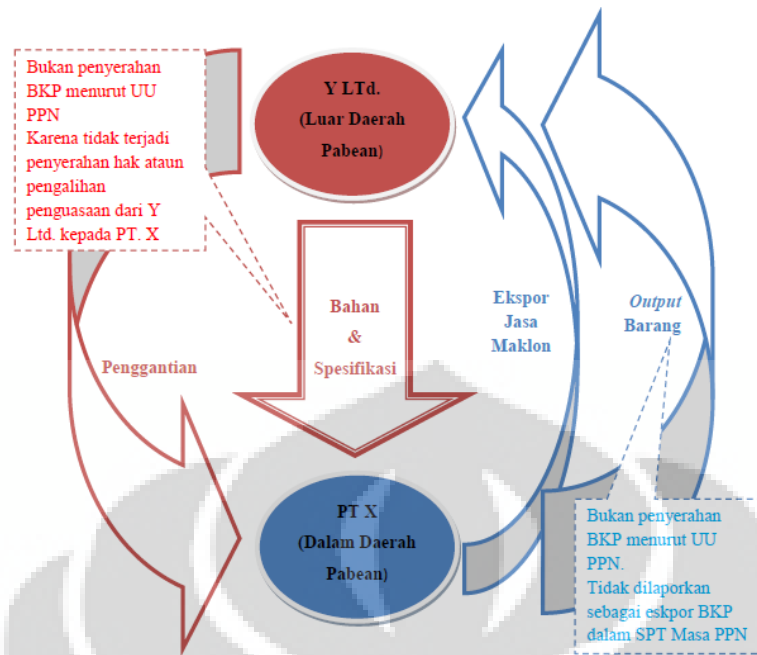 Bukan penyerahan
BKP menurut UU
PPN
Karena tidak terjadi
penyerahan hak ataun
pengalihan
penguasaan dari Y
Ltd. kepada PT. X
Y LTd.
(Luar Daerah
Pabean)
Penggantian
Bahan
&
Spesifikasi
Ekspor
Jasa
Maklon
Output
Barang
PT X
(Dalam Daerah
Pabean)
Bukan penyerahan
BKP menurut UU
PPN.
Tidak dilaporkan
sebagai eskpor BKP
dalam SPT Masa PPN